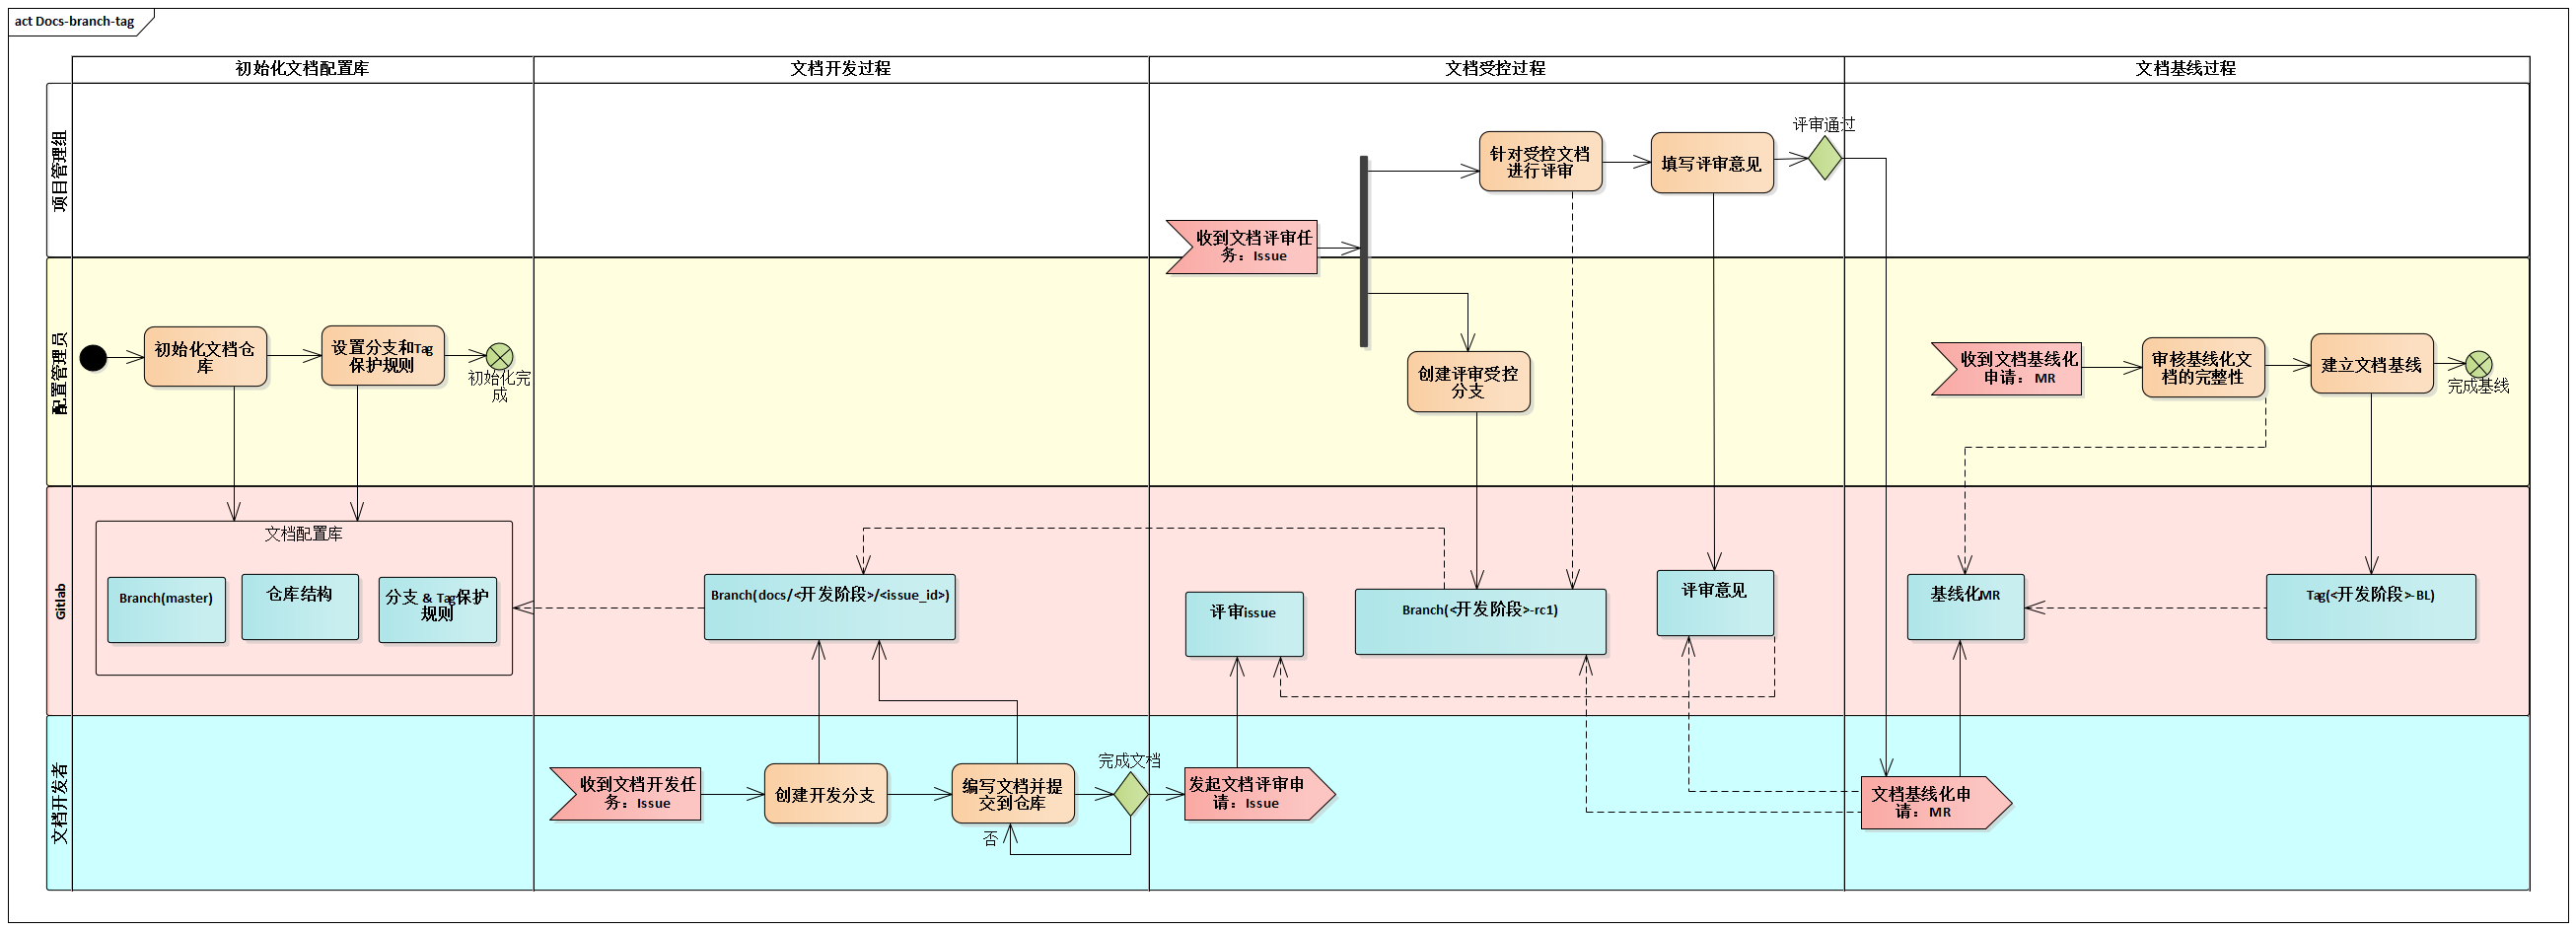 act Docs-branch-tag
初始化文档配置库
文档开发过程
文档受控过程
文档基线过程
项目管理组
评审通过
针对受控文档
进行评审
填写评审意见
收到文档评审任
务：Issue
配置管理员
初始化文档仓
库
设置分支和Tag
保护规则
初始化完
成
创建评审受控
分支
收到文档基线化
申请：MR
审核基线化文
档的完整性
建立文档基线
完成基线
Gitlab
文档配置库
Branch(master)
仓库结构
分支 & Tag保护
规则
Branch(docs/<开发阶段>/<issue_id>)
评审issue
Branch(<开发阶段>-rc1)
评审意见
基线化MR
Tag(<开发阶段>-BL)
文档开发者
收到文档开发任
务：Issue
创建开发分支
编写文档并提
交到仓库
完成文档
否
发起文档评审申
请：Issue
文档基线化申
请：MR